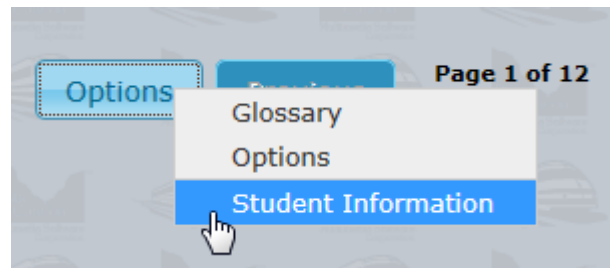 Options
Page 1 of 12
Glossary
Options
Student Information